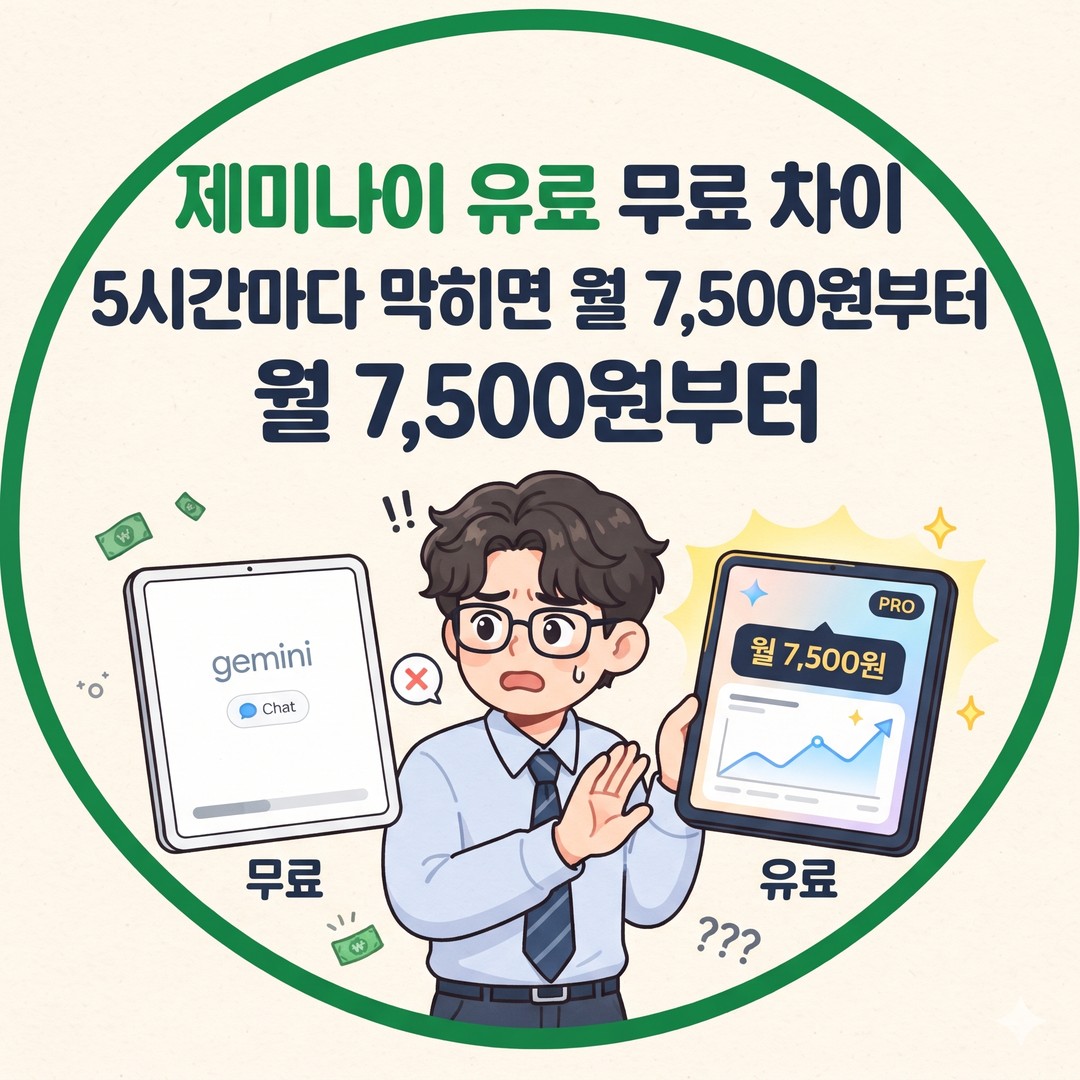 제미나이 유료 무료 차이
5시간마다 막히면 월 7,500원부터
월 7,500원부터
!!
gemini
Chat
PRO
월 7,500원
무료
유료
???